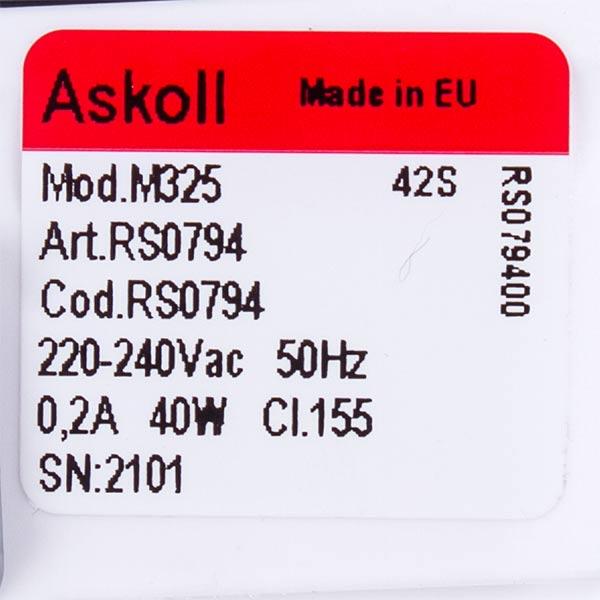 Askoll Made in EU
Mod.M325 42S
Art.RS0794
Cod.RS0794
220-240Vac 50Hz
0,2A 40W Cl.155
SN:2101
RS079400